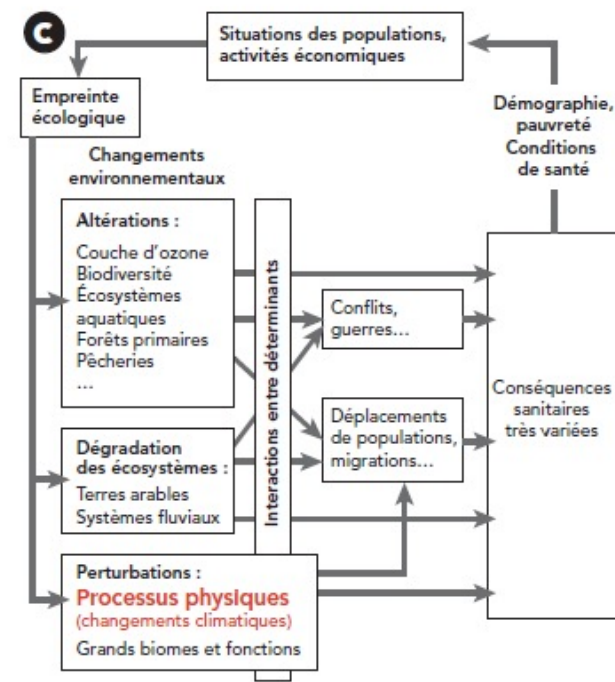 C
Situations des populations,
activités économiques
Empreinte
écologique
Démographie,
pauvreté
Conditions
de santé
Changements
environnementaux
Altérations :
Couche d'ozone
Biodiversité
Écosystèmes
aquatiques
Forêts primaires
Pêcheries
...
Interactions entre déterminants
Conflits,
guerres...
Déplacements
de populations,
migrations...
Conséquences
sanitaires
très variées
Dégradation
des écosystèmes :
Terres arables
Systèmes fluviaux
Perturbations :
Processus physiques
(changements climatiques)
Grands biomes et fonctions